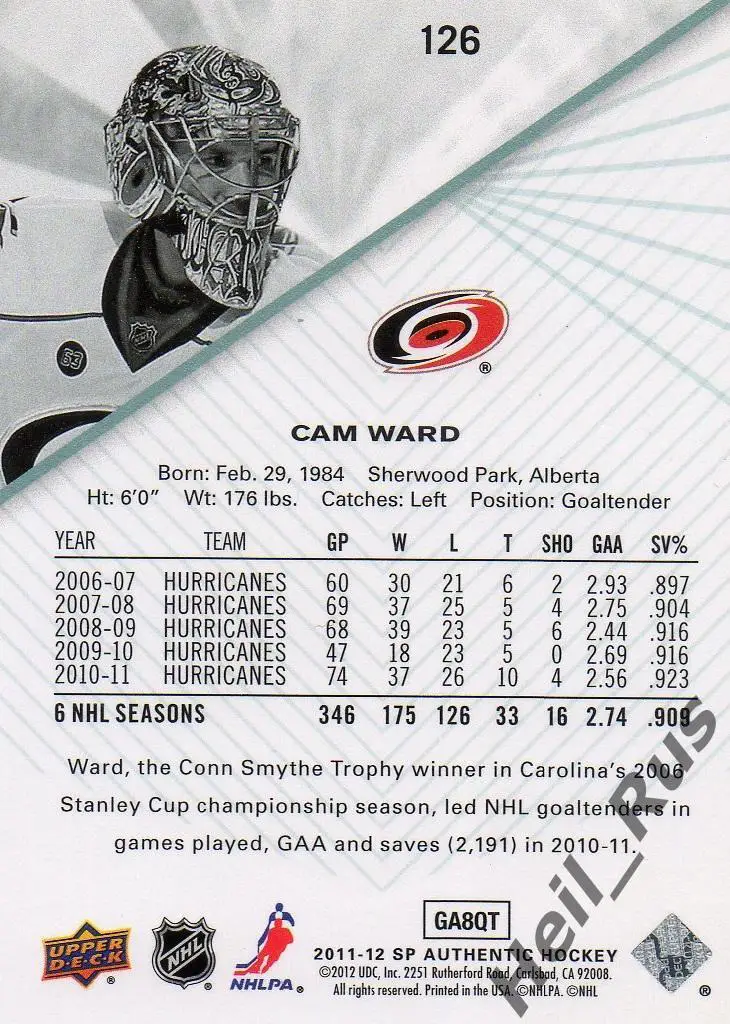 126
63
NHL
®
CAM WARD
Born: Feb. 29, 1984 Sherwood Park, Alberta
Ht: 6'0" Wt: 176 lbs. Catches: Left Position: Goaltender
YEAR TEAM GP W L T SHO GAA SV%
2006-07 HURRICANES 60 30 21 6 2 2.93 .897
2007-08 HURRICANES 69 37 25 5 4 2.75 .904
2008-09 HURRICANES 68 39 23 5 6 2.44 .916
2009-10 HURRICANES 47 18 23 5 0 2.69 .916
2010-11 HURRICANES 74 37 26 10 4 2.56 .923
6 NHL SEASONS 346 175 126 33 16 2.74 .909
Ward, the Conn Smythe Trophy winner in Carolina's 2006
Stanley Cup championship season, led NHL goaltenders in
games played, GAA and saves (2,191) in 2010-11.
Heil_Rus
GA8QT
UPPER
DECK ®
NHL ®
NHLPA ®
2011-12 SP AUTHENTIC HOCKEY
©2012 UDC, Inc. 2251 Rutherford Road, Carlsbad, CA 92008.
All rights reserved. Printed in the USA. ©NHLPA. ©NHL
®